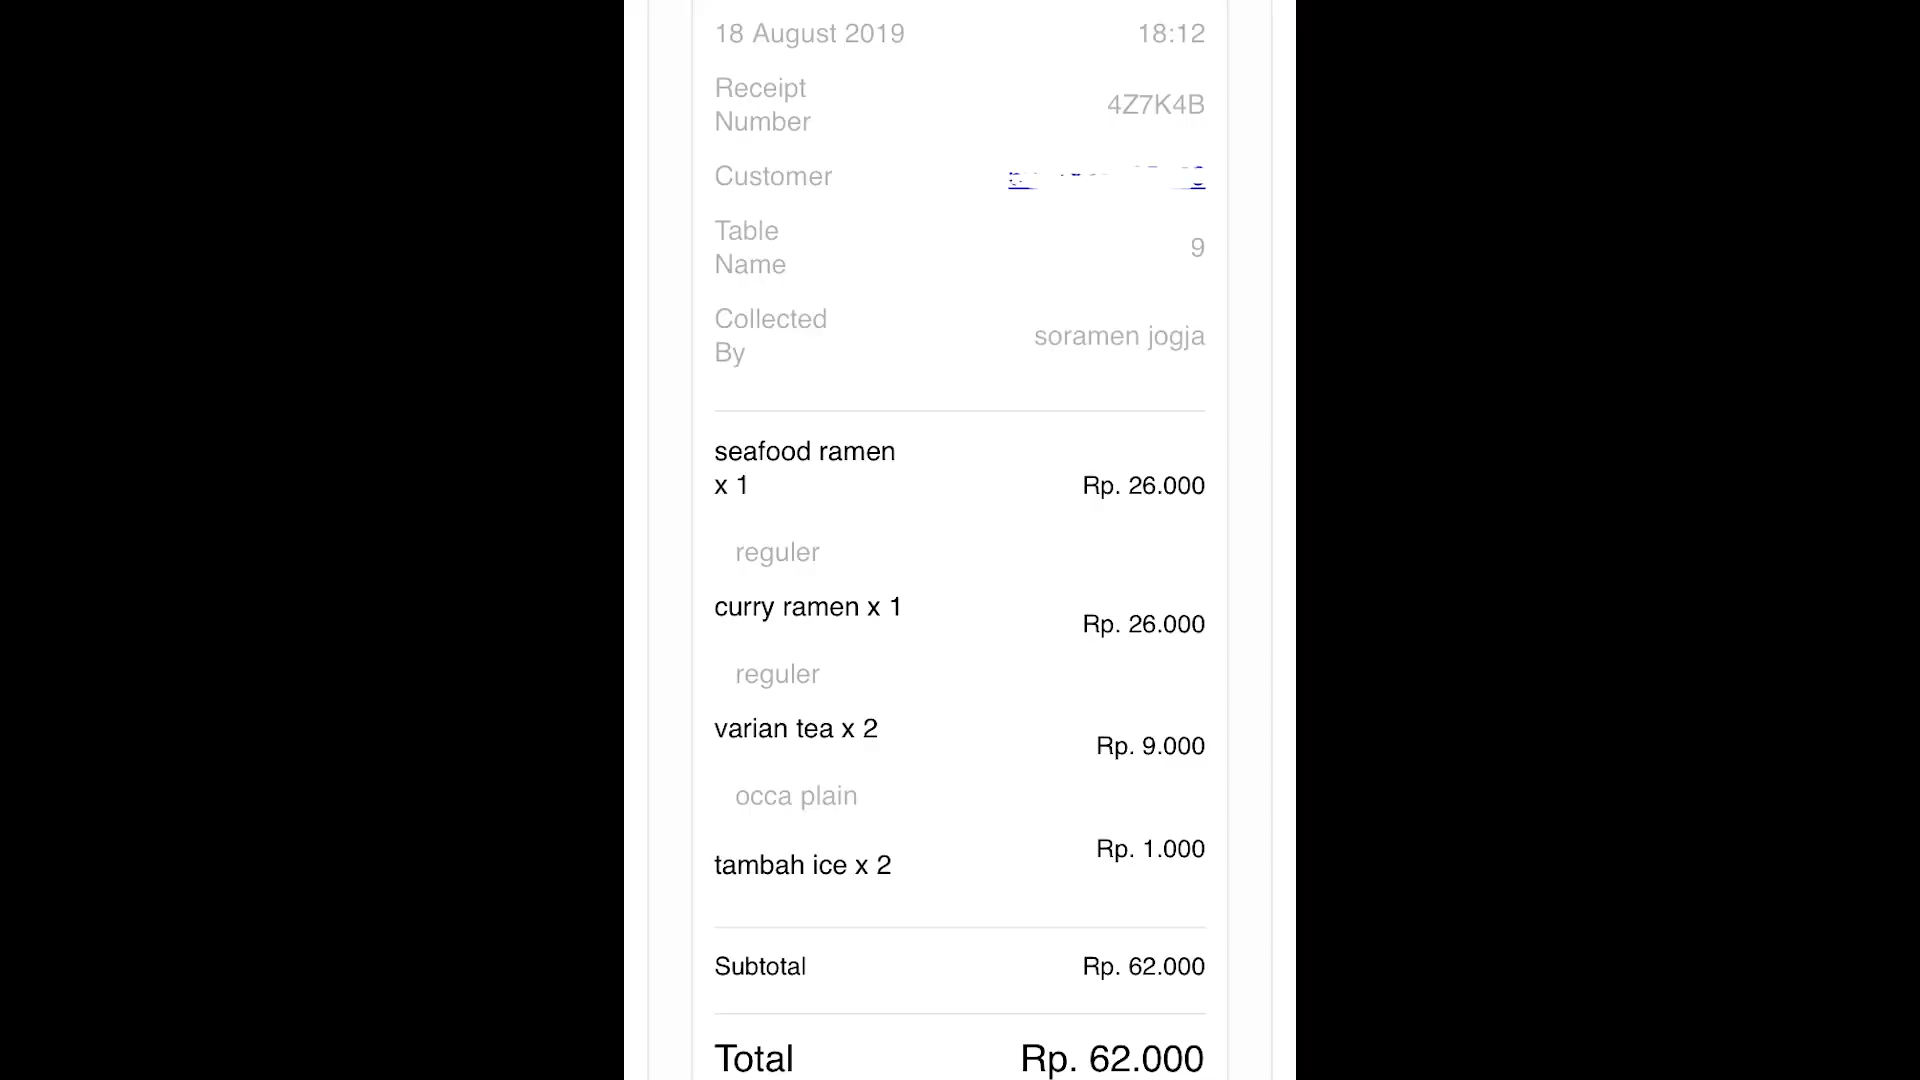 18 August 2019 18:12
Receipt
Number 4Z7K4B
Customer
Table
Name 9
Collected
By soramen jogja
seafood ramen
x 1 Rp. 26.000
reguler
curry ramen x 1 Rp. 26.000
reguler
varian tea x 2 Rp. 9.000
occa plain
tambah ice x 2 Rp. 1.000
Subtotal Rp. 62.000
Total Rp. 62.000